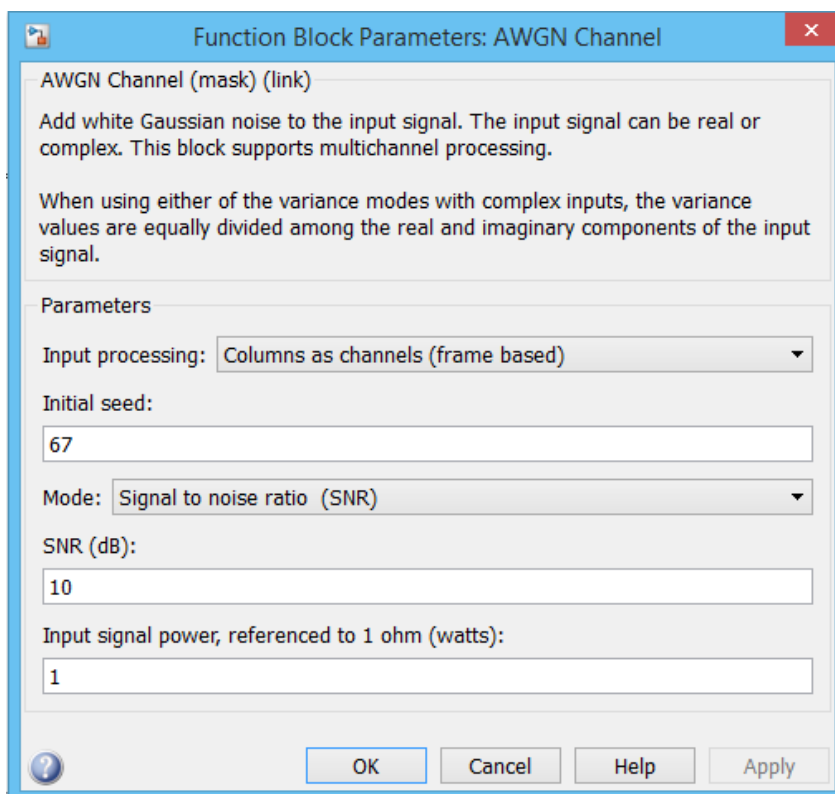 Function Block Parameters: AWGN Channel
AWGN Channel (mask) (link)
Add white Gaussian noise to the input signal. The input signal can be real or
complex. This block supports multichannel processing.
When using either of the variance modes with complex inputs, the variance
values are equally divided among the real and imaginary components of the input
signal.
Parameters
Input processing: Columns as channels (frame based)
Initial seed:
67
Mode: Signal to noise ratio (SNR)
SNR (dB):
10
Input signal power, referenced to 1 ohm (watts):
1
OK Cancel Help Apply